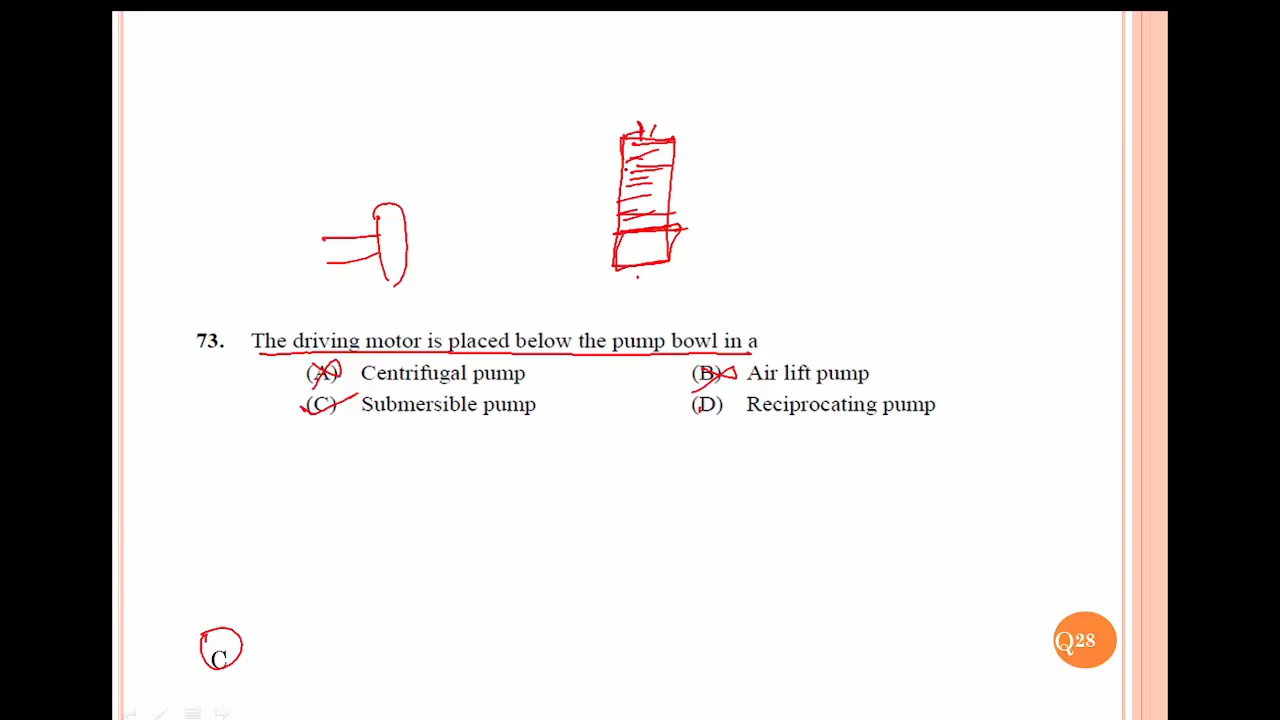 73. The driving motor is placed below the pump bowl in a
(A) Centrifugal pump (B) Air lift pump
(C) Submersible pump (D) Reciprocating pump
C
Q28